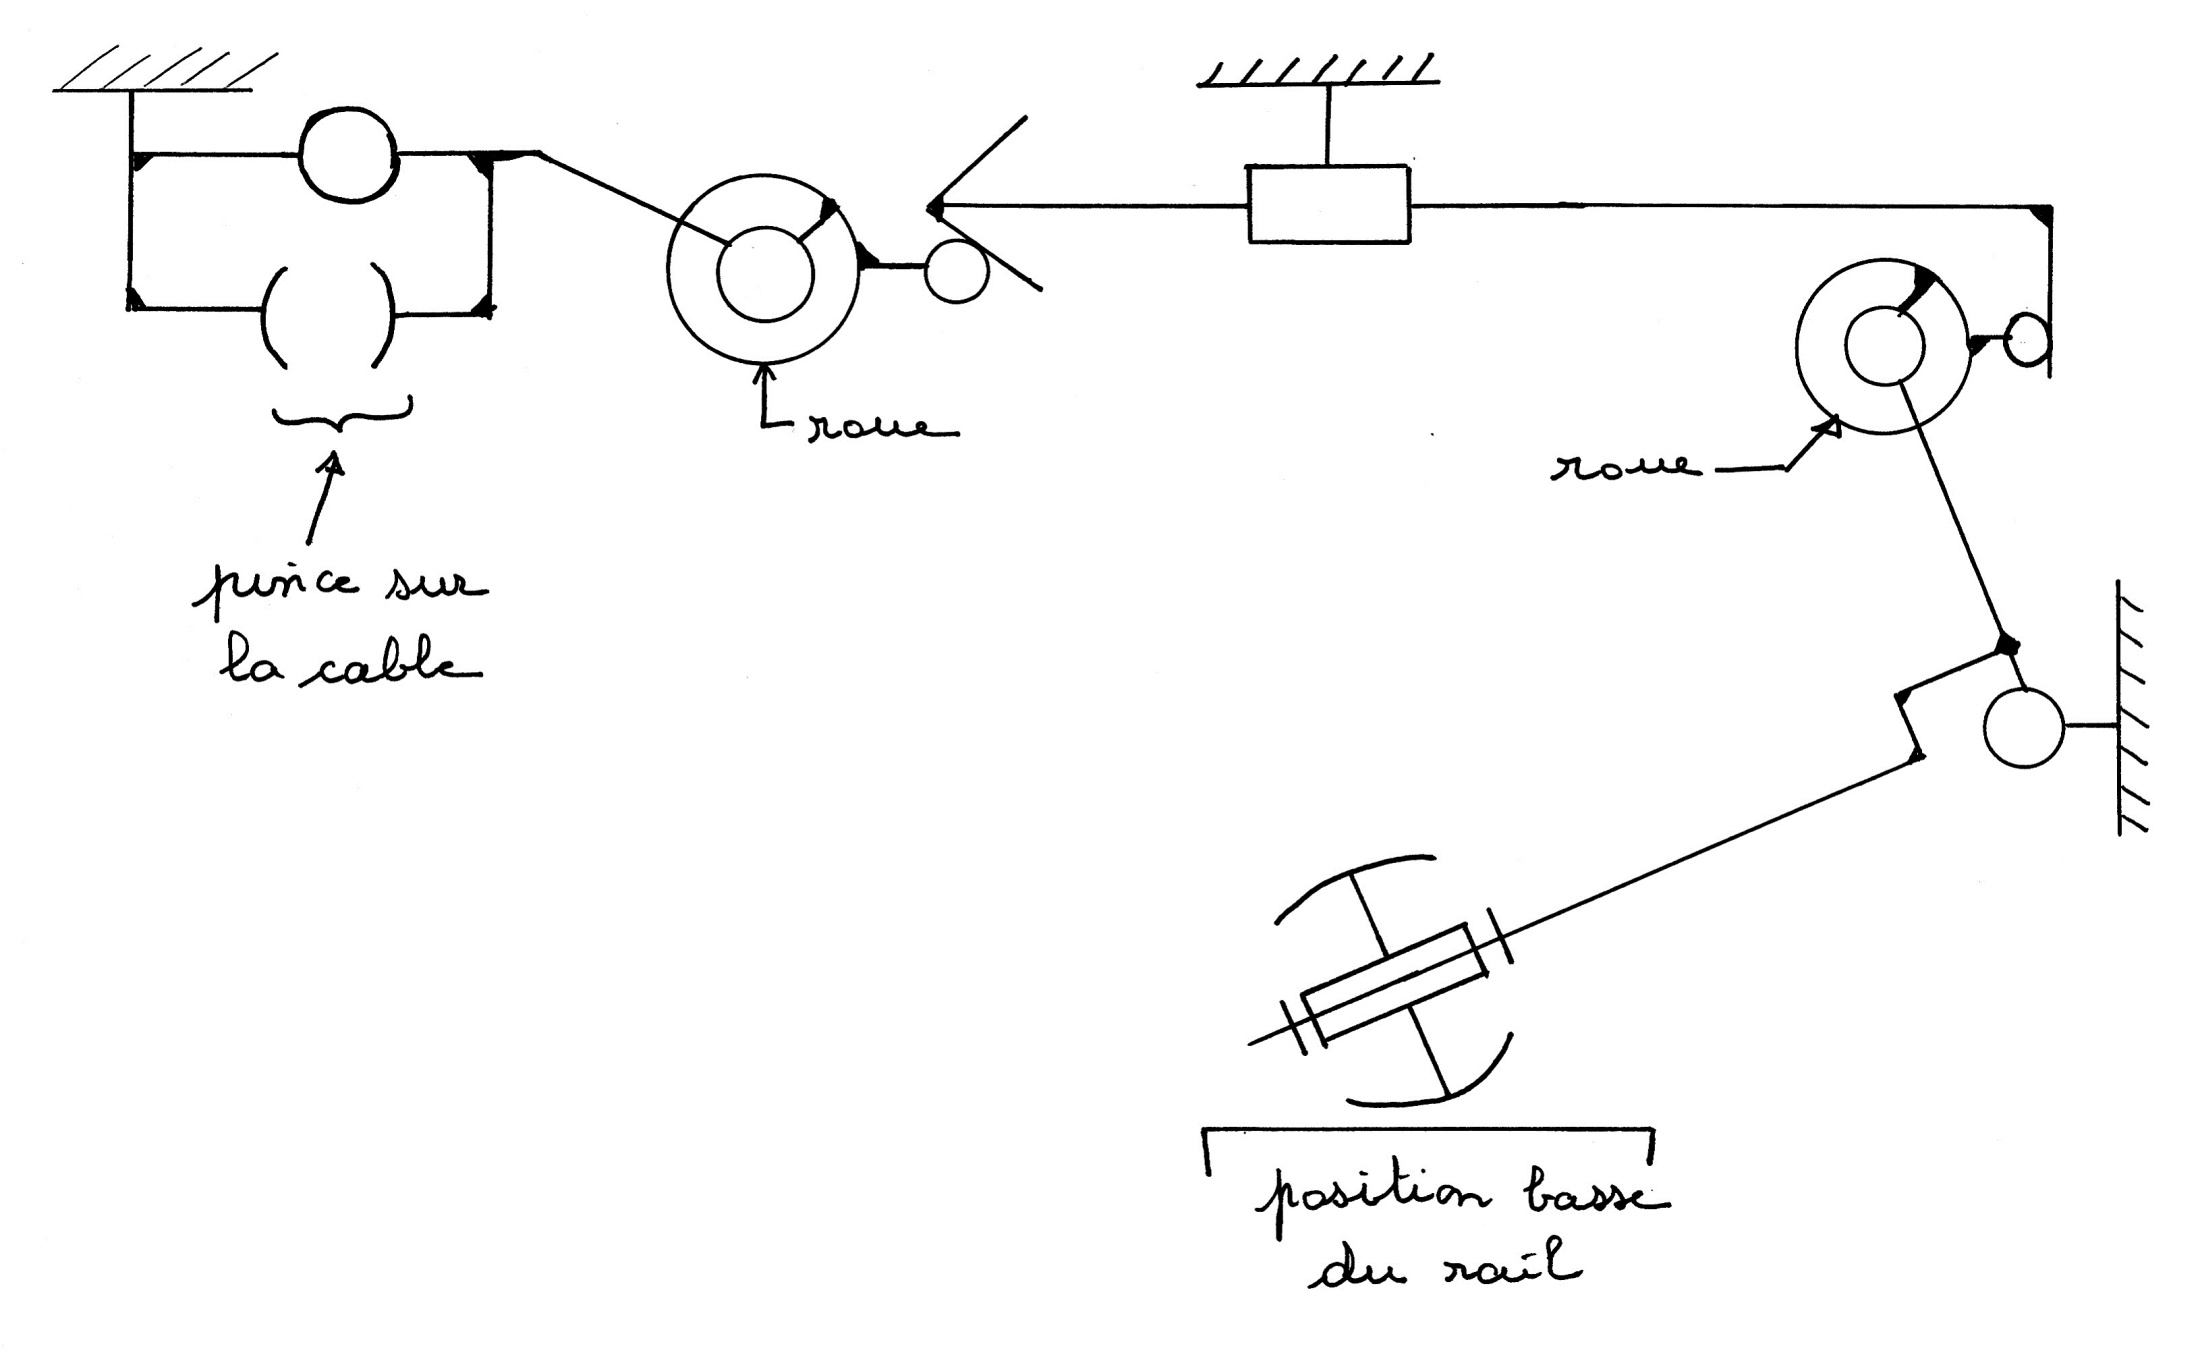 roue
roue
pince sur
la cable
position basse
du rail